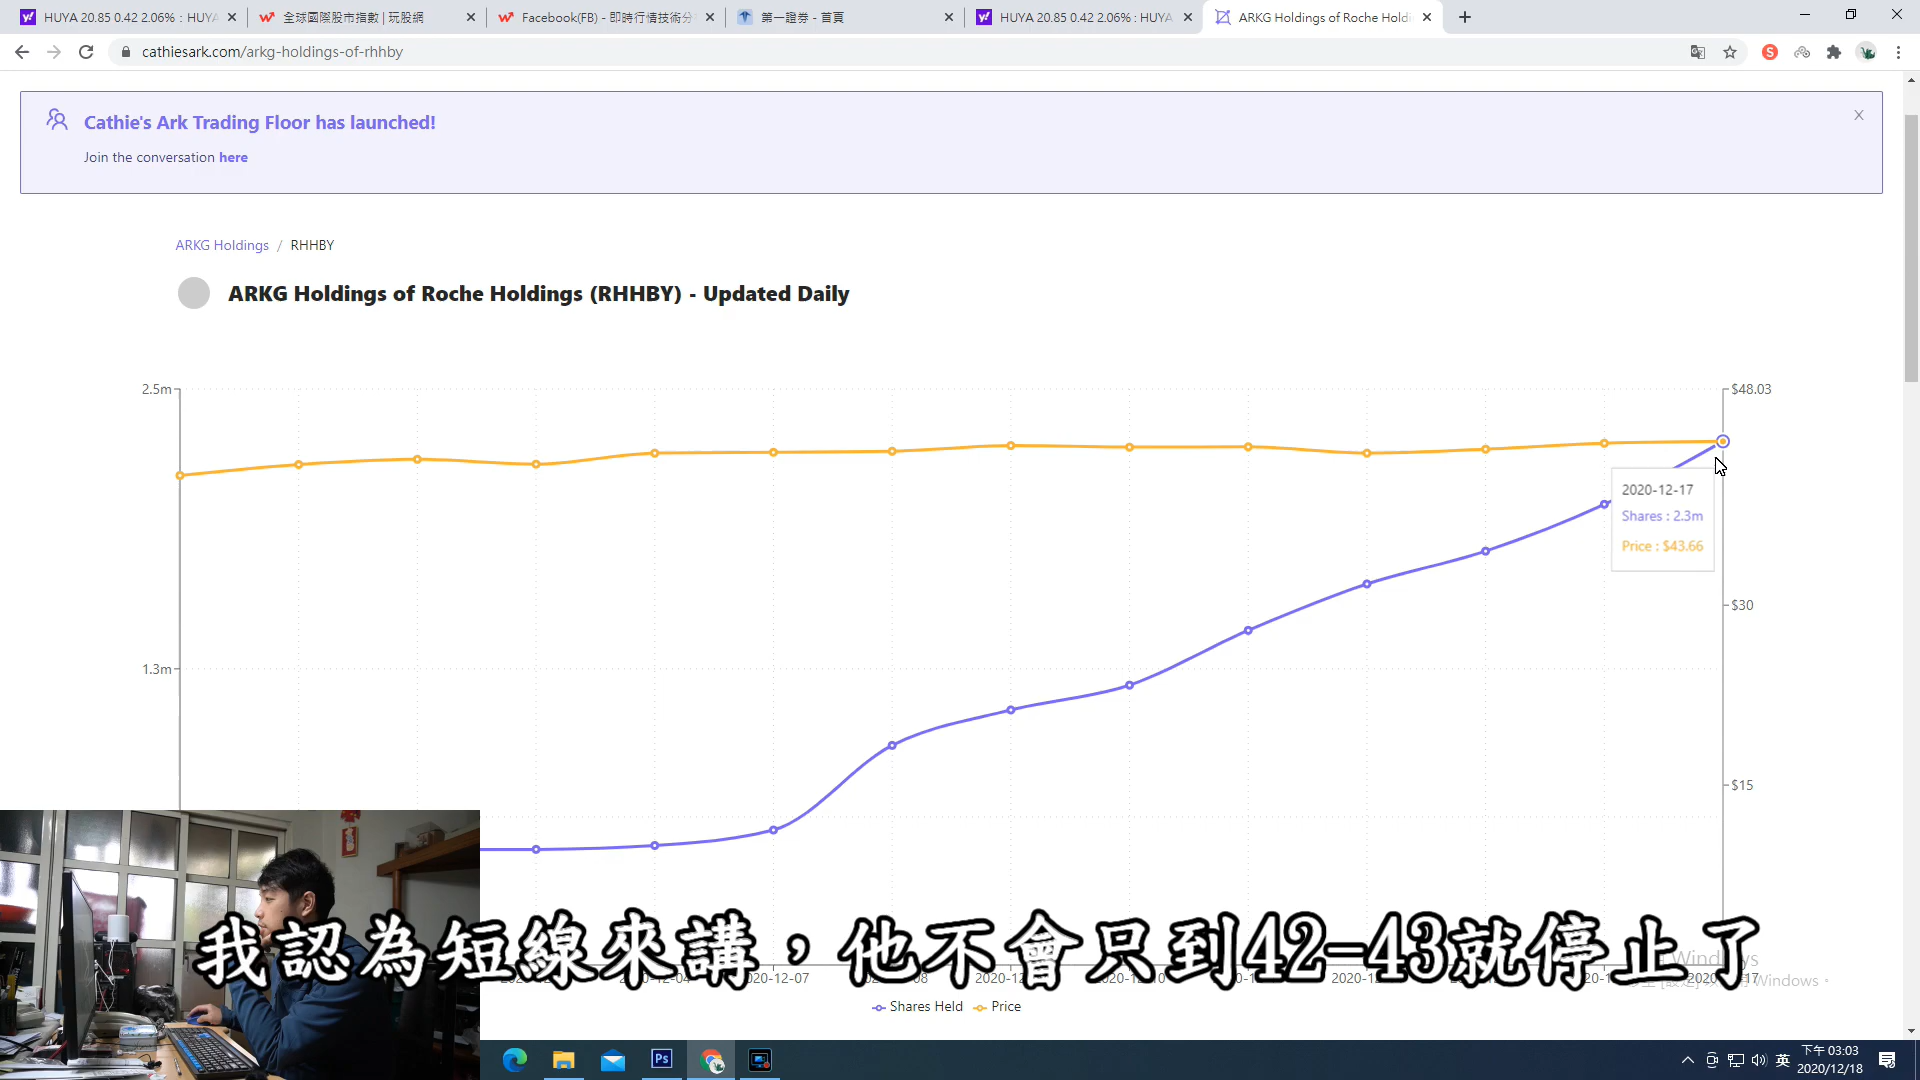 HUYA 20.85 0.42 2.06% : HUYA
全球國際股市指數 | 玩股網
Facebook(FB) - 即時行情技術分
第一證券 - 首頁
HUYA 20.85 0.42 2.06% : HUYA
ARKG Holdings of Roche Holdi
cathiesark.com/arkg-holdings-of-rhhby
Cathie's Ark Trading Floor has launched!
Join the conversation here
ARKG Holdings / RHHBY
ARKG Holdings of Roche Holdings (RHHBY) - Updated Daily
2.5m
$48.03
2020-12-17
Shares : 2.3m
Price : $43.66
$30
1.3m
$15
我認為短線來講，他不會只到42-43就停止了
Shares Held
Price
Ps
英
下午 03:03
2020/12/18